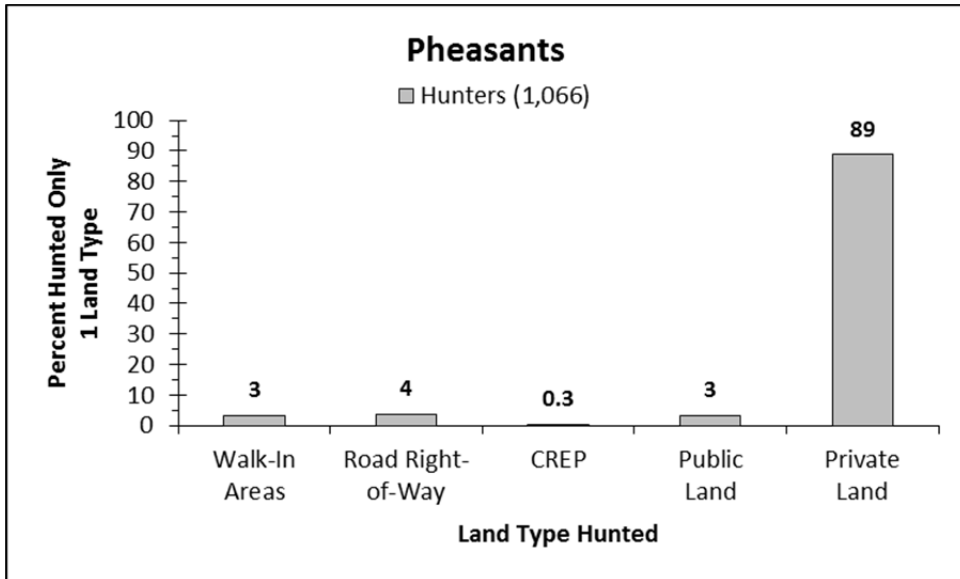 Pheasants
Hunters (1,066)
Percent Hunted Only
1 Land Type
100
90
80
70
60
50
40
30
20
10
0
3
4
0.3
3
89
Walk-In
Areas
Road Right-
of-Way
CREP
Public
Land
Private
Land
Land Type Hunted